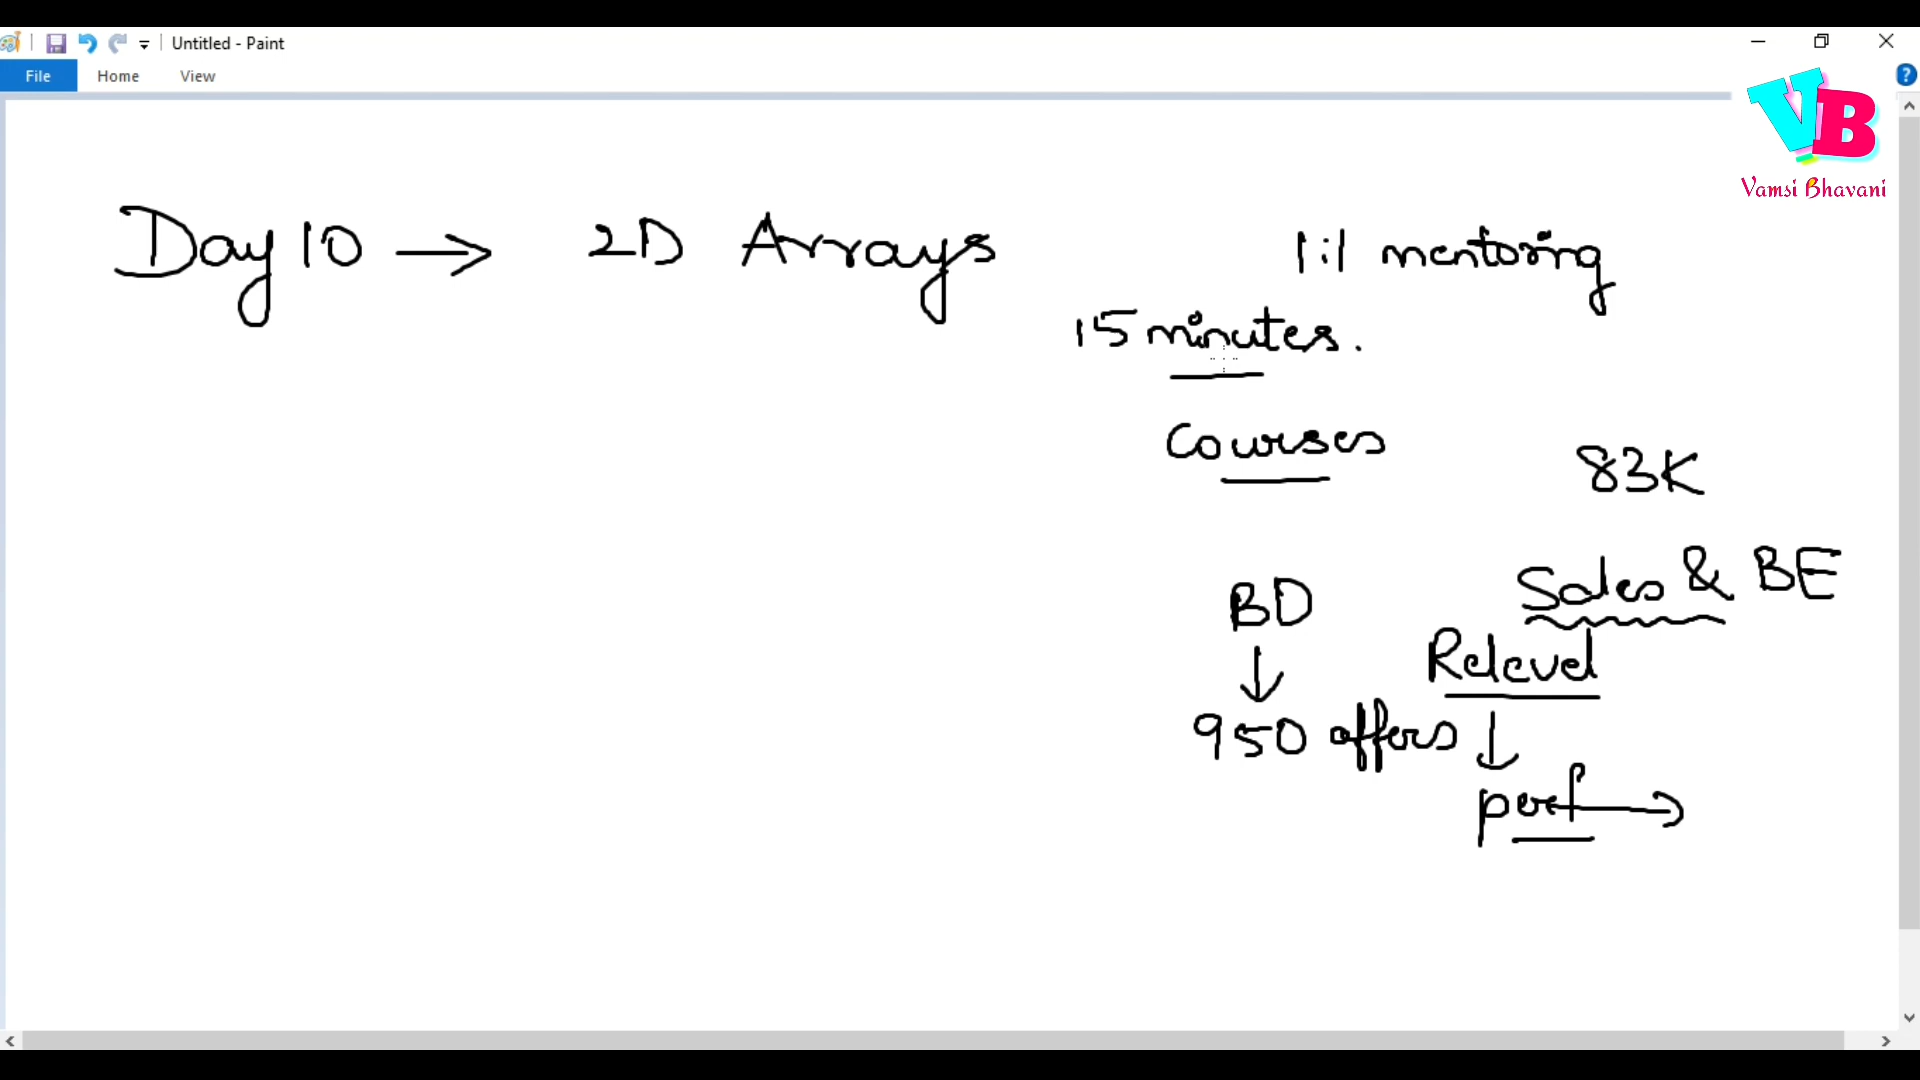 Untitled - Paint
File Home View
VB
Vamsi Bhavani
Day 10 → 2D Arrays
1:1 mentoring
15 minutes.
Courses
83K
Sales & BE
BD
Relevel
↓ ↓
950 offers
perf →